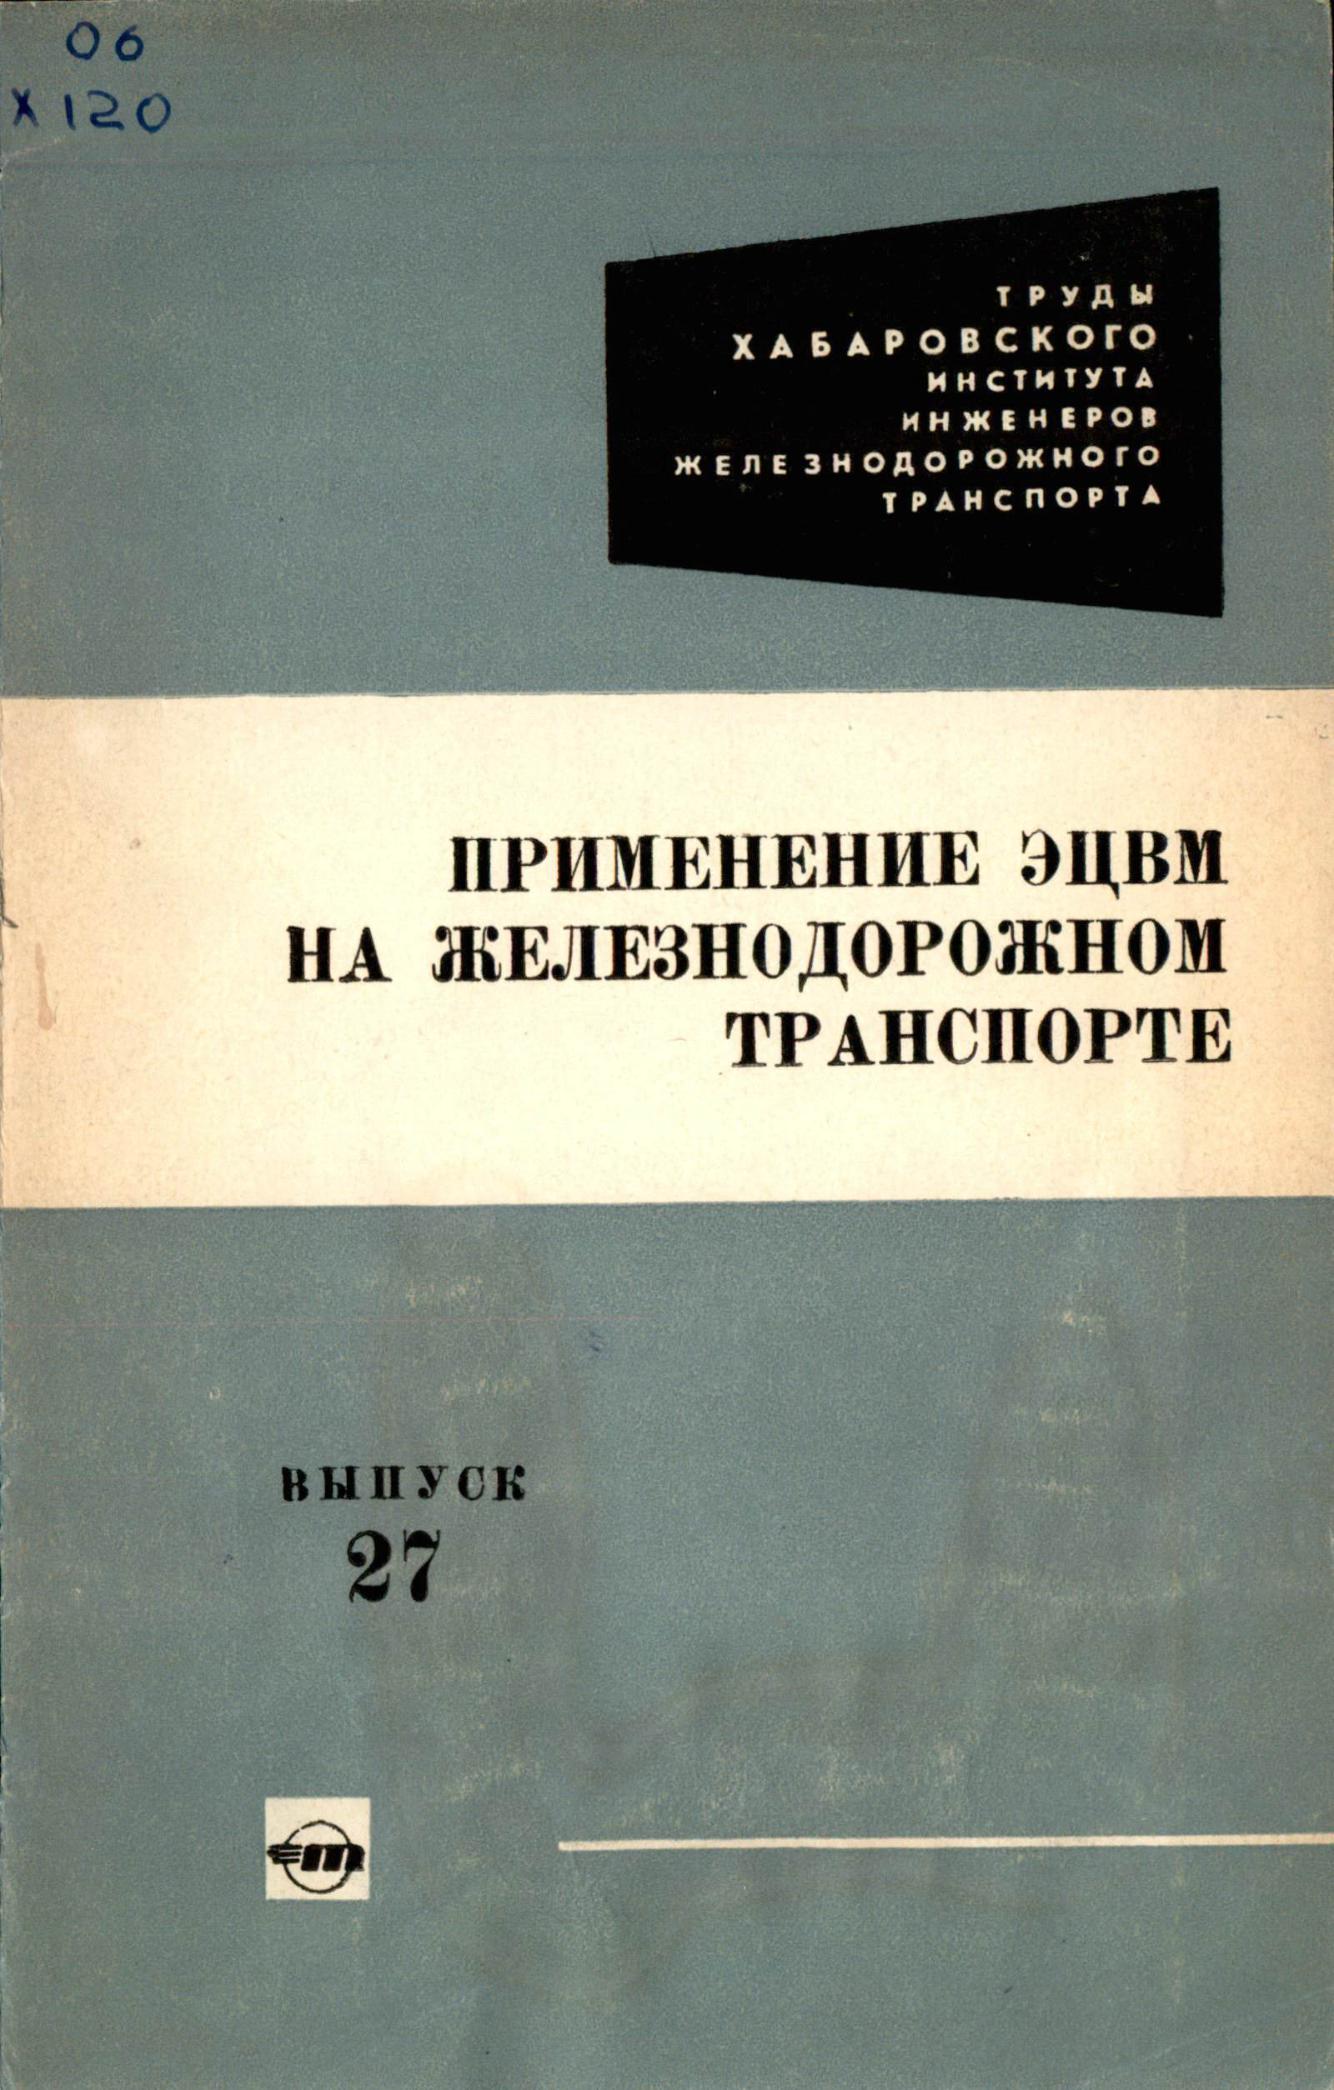 06
Х 120
ТРУДЫ
ХАБАРОВСКОГО
ИНСТИТУТА
ИНЖЕНЕРОВ
ЖЕЛЕЗНОДОРОЖНОГО
ТРАНСПОРТА
ПРИМЕНЕНИЕ ЭЦВМ
НА ЖЕЛЕЗНОДОРОЖНОМ
ТРАНСПОРТЕ
ВЫПУСК
27